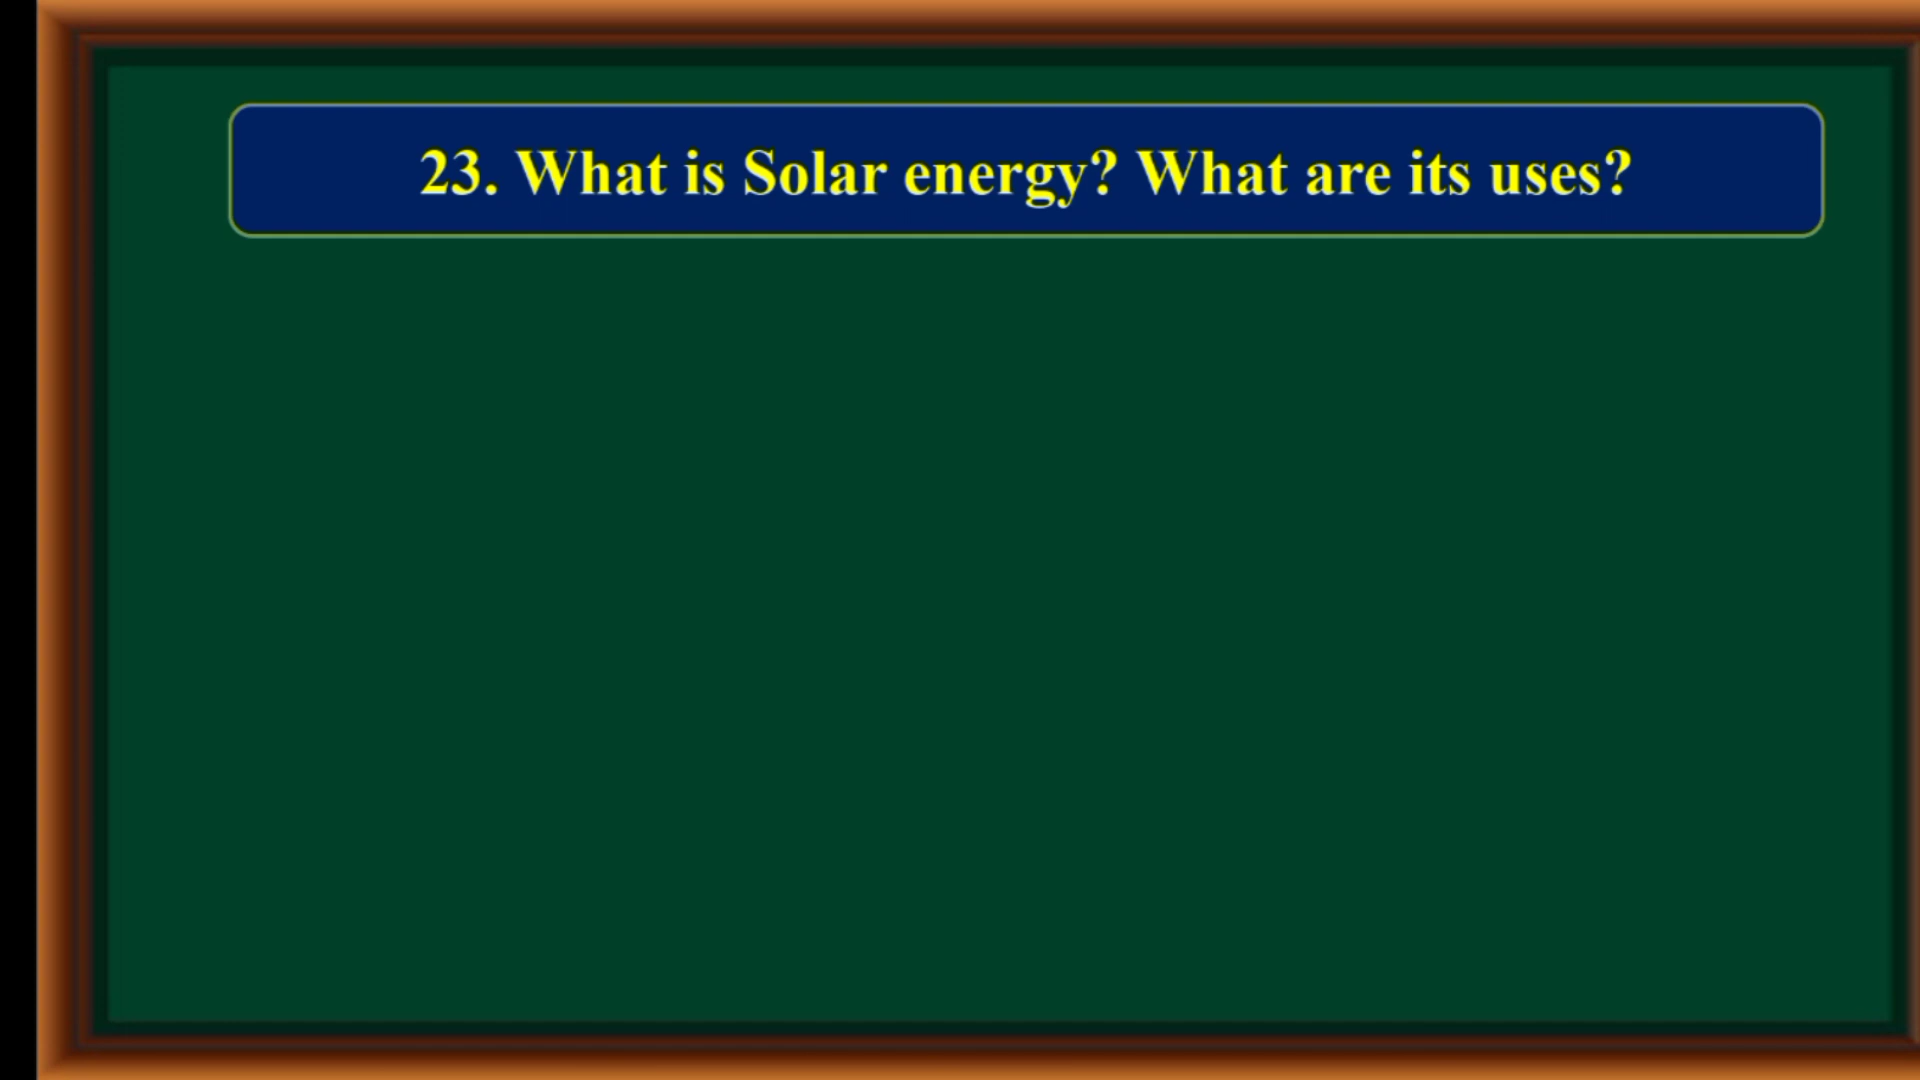 23. What is Solar energy? What are its uses?